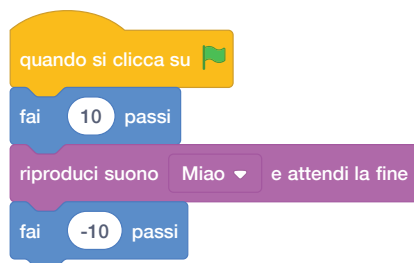 quando si clicca su
fai 10 passi
riproduci suono Miao e attendi la fine
fai -10 passi